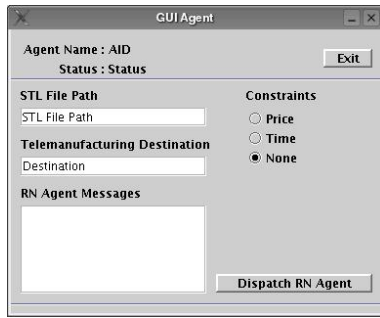 GUI Agent
Agent Name : AID
Status : Status
Exit
STL File Path
STL File Path
Telemanufacturing Destination
Destination
RN Agent Messages
Constraints
Price
Time
None
Dispatch RN Agent